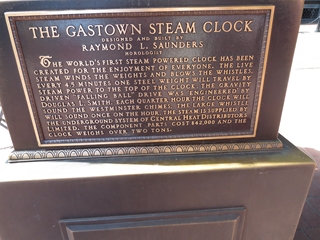 THE GASTOWN STEAM CLOCK
DESIGNED AND BUILT BY
RAYMOND L. SAUNDERS
HOROLOGIST
THE WORLD'S FIRST STEAM POWERED CLOCK HAS BEEN
CREATED FOR THE ENJOYMENT OF EVERYONE. THE LIVE
STEAM WINDS THE WEIGHTS AND BLOWS THE WHISTLES.
EVERY 4.5 MINUTES ONE STEEL WEIGHT WILL TRAVEL BY
STEAM POWER TO THE TOP OF THE CLOCK. THE GRAVITY
DRIVEN "FALLING BALL" DRIVE WAS ENGINEERED BY
DOUGLAS L. SMITH. EACH QUARTER HOUR THE CLOCK WILL
SOUND THE WESTMINSTER CHIMES. THE LARGE WHISTLE
WILL SOUND ONCE ON THE HOUR. THE STEAM IS SUPPLIED BY
THE UNDERGROUND SYSTEM OF CENTRAL HEAT DISTRIBUTORS
LIMITED. THE COMPONENT PARTS COST $42,000 AND THE
CLOCK WEIGHS OVER TWO TONS.